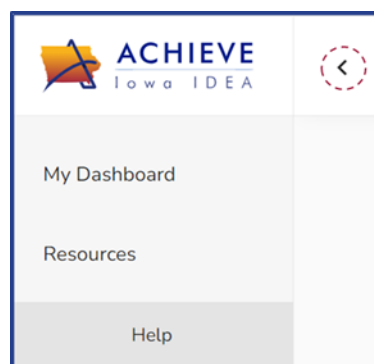 ACHIEVE
Iowa IDEA
My Dashboard
Resources
Help